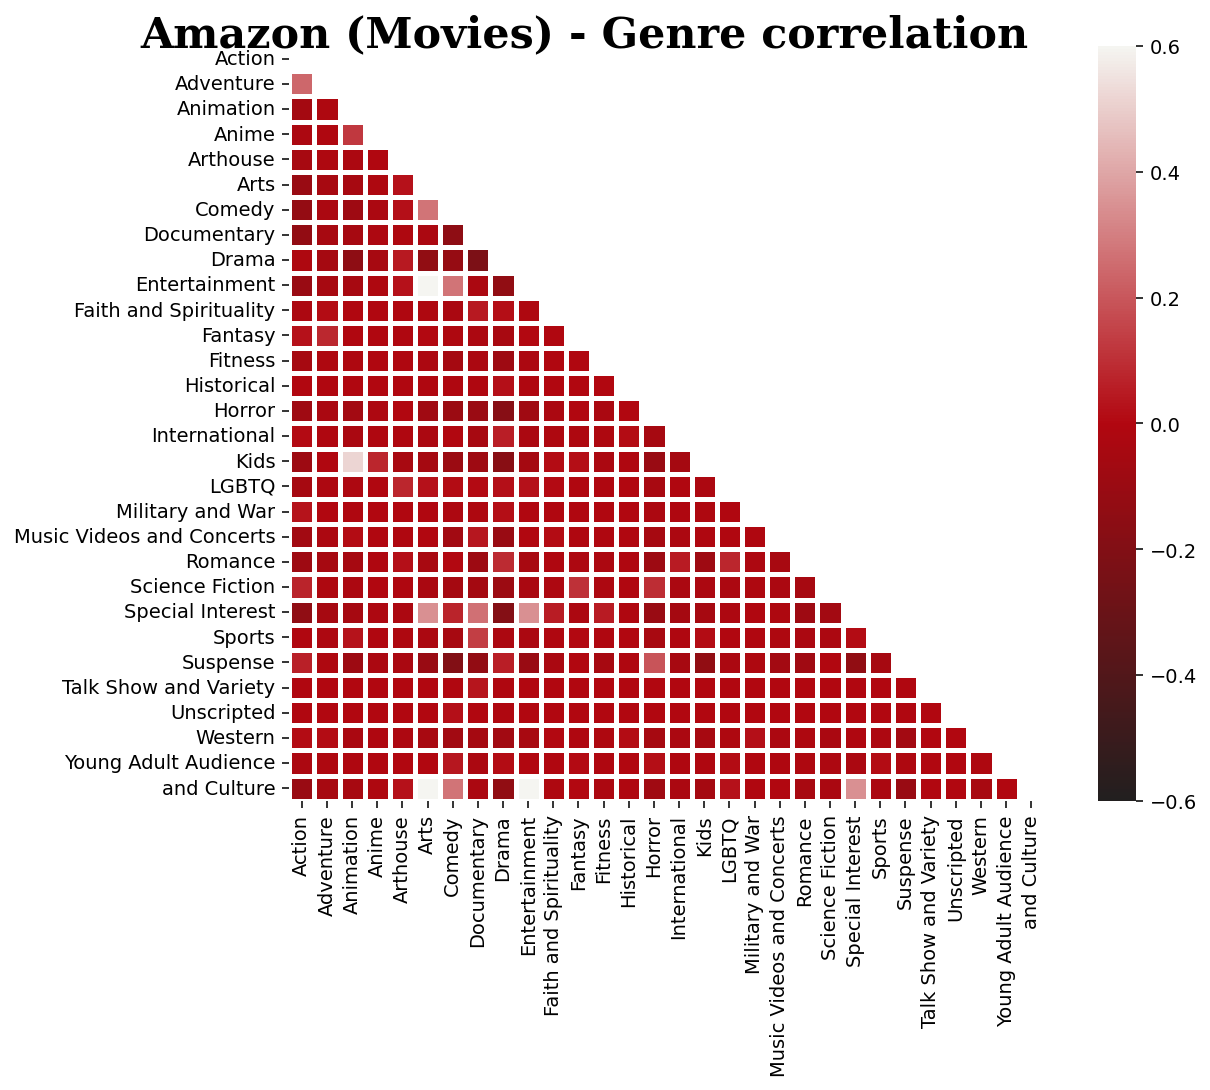 Amazon (Movies) - Genre correlation
Action
Adventure
Animation
Anime
Arthouse
Arts
Comedy
Documentary
Drama
Entertainment
Faith and Spirituality
Fantasy
Fitness
Historical
Horror
International
Kids
LGBTQ
Military and War
Music Videos and Concerts
Romance
Science Fiction
Special Interest
Sports
Suspense
Talk Show and Variety
Unscripted
Western
Young Adult Audience
and Culture
Action
Adventure
Animation
Anime
Arthouse
Arts
Comedy
Documentary
Drama
Entertainment
Faith and Spirituality
Fantasy
Fitness
Historical
Horror
International
Kids
LGBTQ
Military and War
Music Videos and Concerts
Romance
Science Fiction
Special Interest
Sports
Suspense
Talk Show and Variety
Unscripted
Western
Young Adult Audience
and Culture
0.6
0.4
0.2
0.0
−0.2
−0.4
−0.6